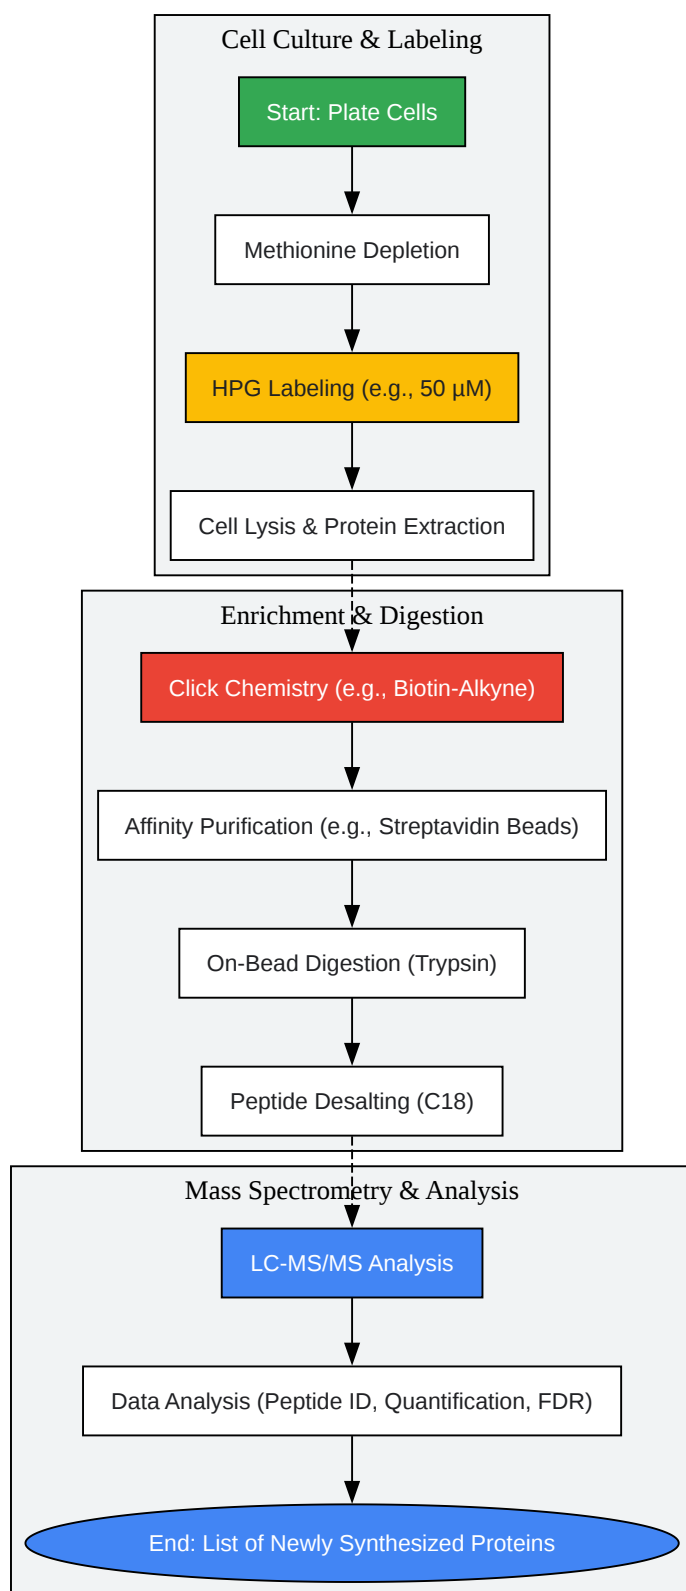 Cell Culture & Labeling
Start: Plate Cells
Methionine Depletion
HPG Labeling (e.g., 50 µM)
Cell Lysis & Protein Extraction
Enrichment & Digestion
Click Chemistry (e.g., Biotin-Alkyne)
Affinity Purification (e.g., Streptavidin Beads)
On-Bead Digestion (Trypsin)
Peptide Desalting (C18)
Mass Spectrometry & Analysis
LC-MS/MS Analysis
Data Analysis (Peptide ID, Quantification, FDR)
End: List of Newly Synthesized Proteins